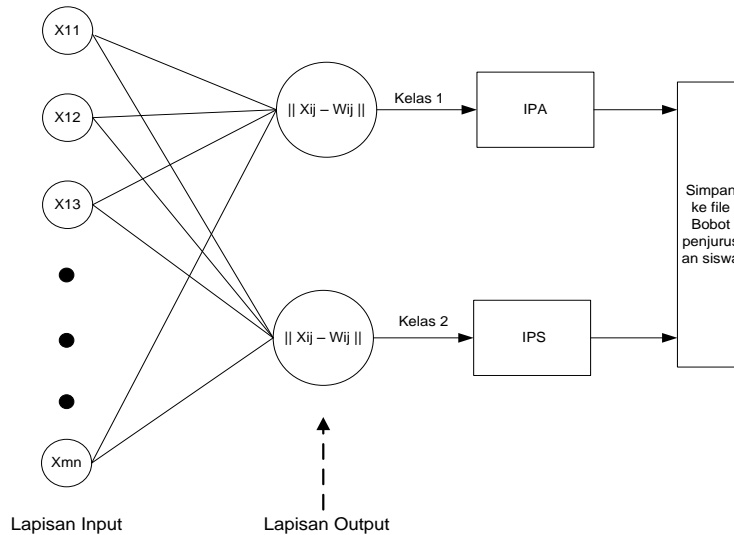 X11
X12
X13
Xmn
|| Xij – Wij ||
|| Xij – Wij ||
Kelas 1
Kelas 2
IPA
IPS
Simpan
ke file
Bobot
penjurus
an siswa
Lapisan Input
Lapisan Output